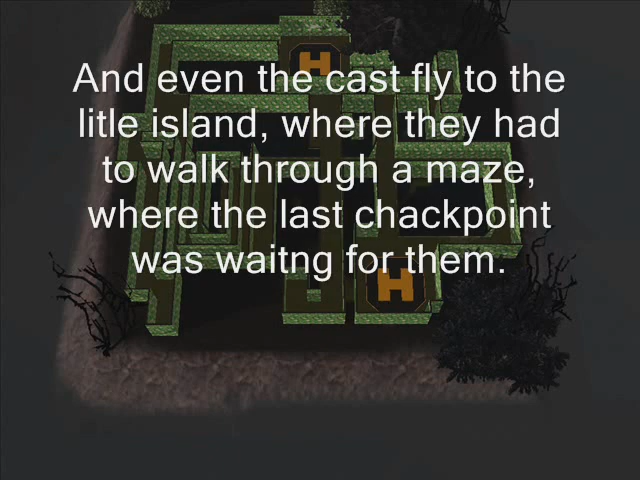 H
And even the cast fly to the
litle island, where they had
to walk through a maze,
where the last chackpoint
was waitng for them.
H